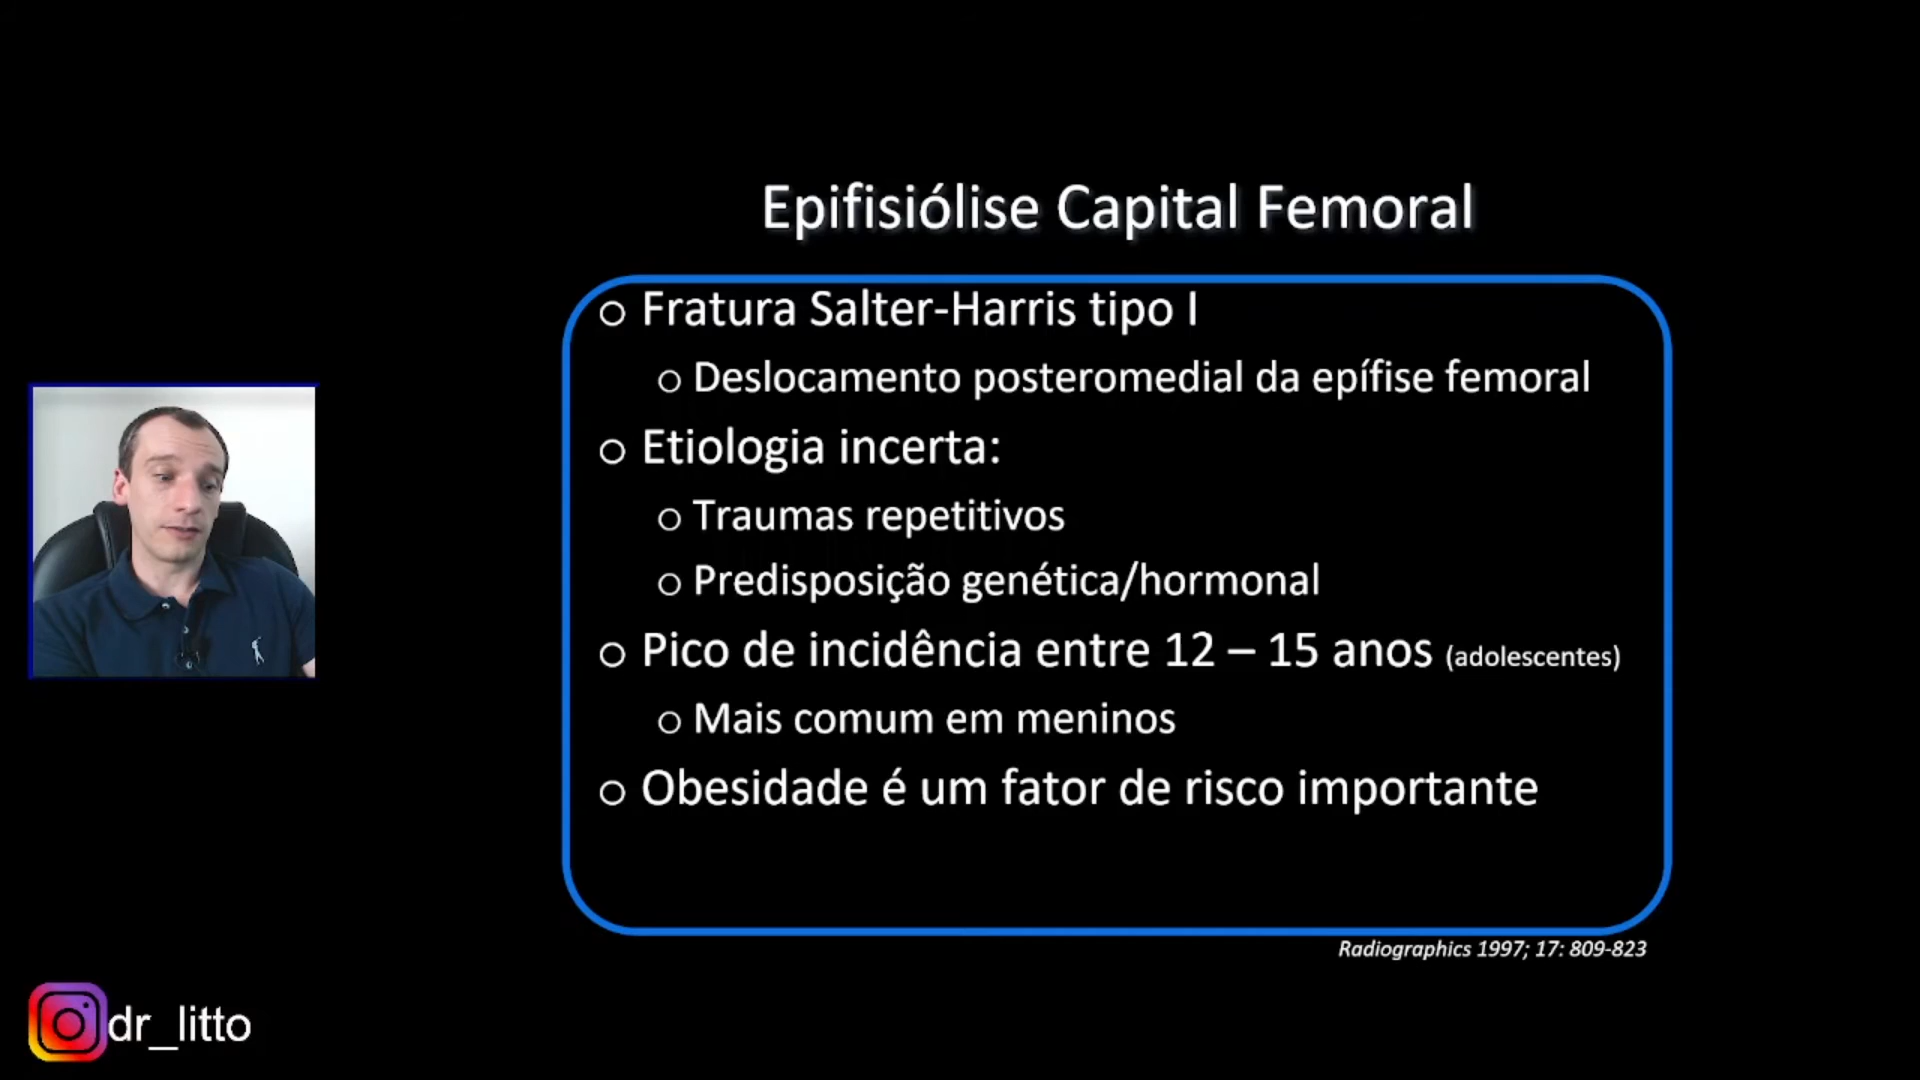 Epifisiólise Capital Femoral
o Fratura Salter-Harris tipo I
o Deslocamento posteromedial da epífise femoral
o Etiologia incerta:
o Traumas repetitivos
o Predisposição genética/hormonal
o Pico de incidência entre 12 – 15 anos (adolescentes)
o Mais comum em meninos
o Obesidade é um fator de risco importante
Radiographics 1997; 17: 809-823
dr_litto